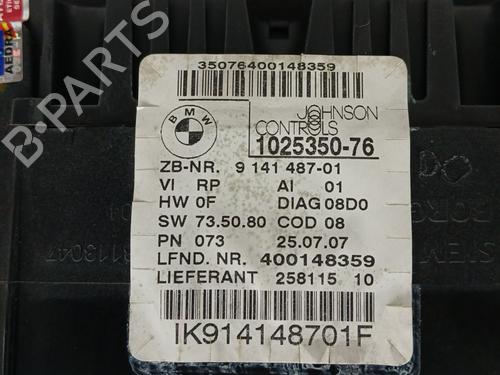 35076400148359
BMW
JOHNSON
CONTROLS
1025350-76
ZB-NR. 9 141 487-01
VI RP AI 01
HW 0F DIAG 08D0
SW 73.50.80 COD 08
PN 073 25.07.07
LFND. NR. 400148359
LIEFERANT 258115 10
IK914148701F
B-PARTS